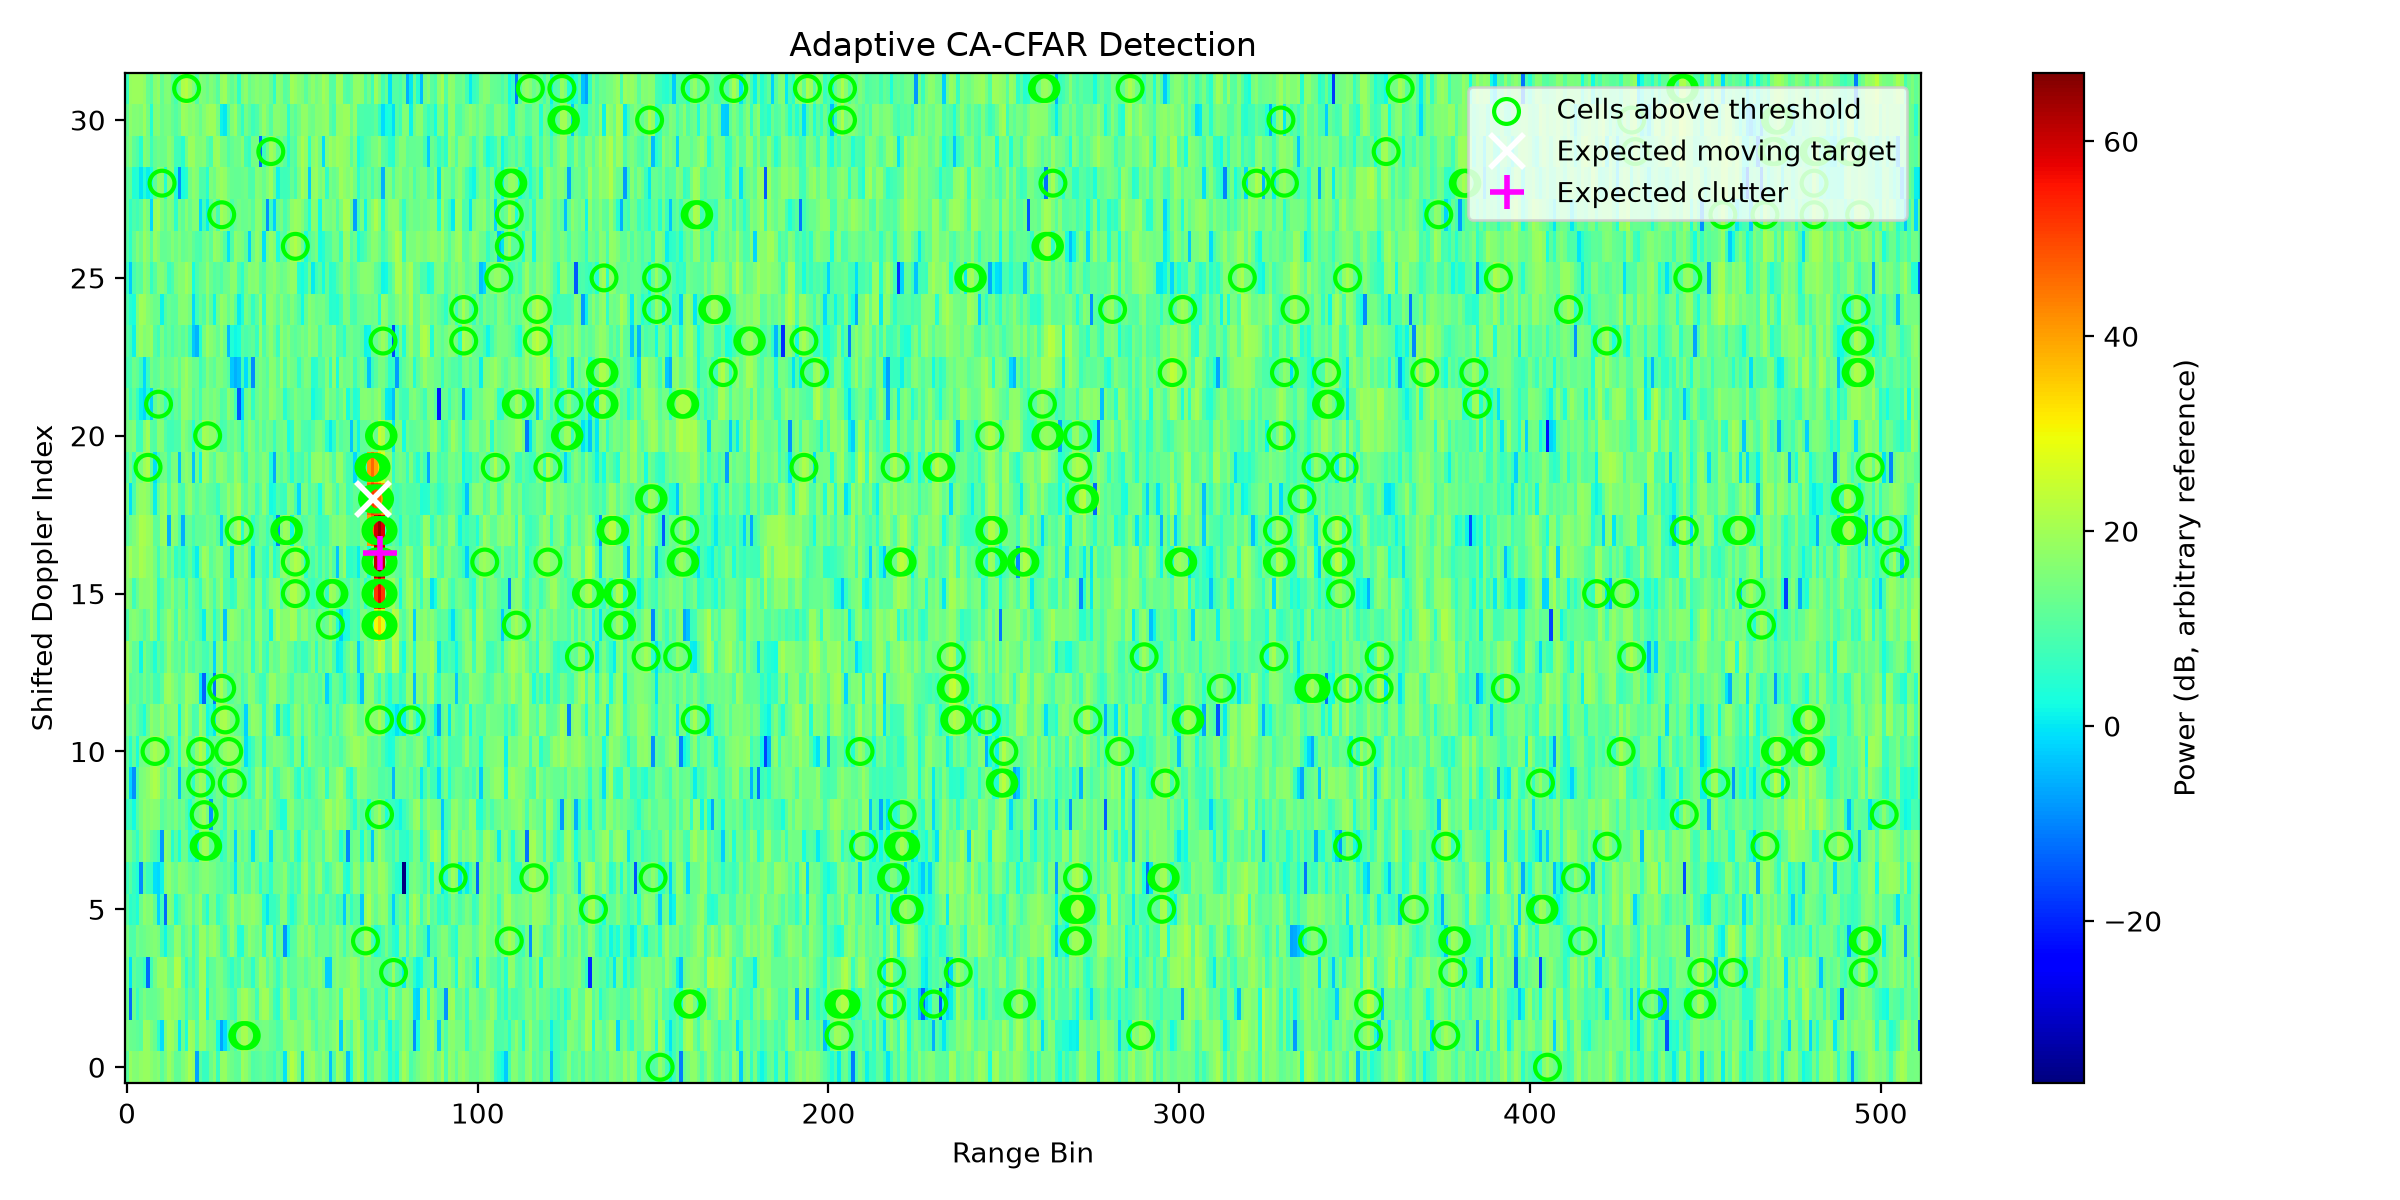 Adaptive CA-CFAR Detection
Cells above threshold
Expected moving target
Expected clutter
30
25
20
15
10
5
0
Shifted Doppler Index
0 100 200 300 400 500
Range Bin
60
40
20
0
−20
Power (dB, arbitrary reference)